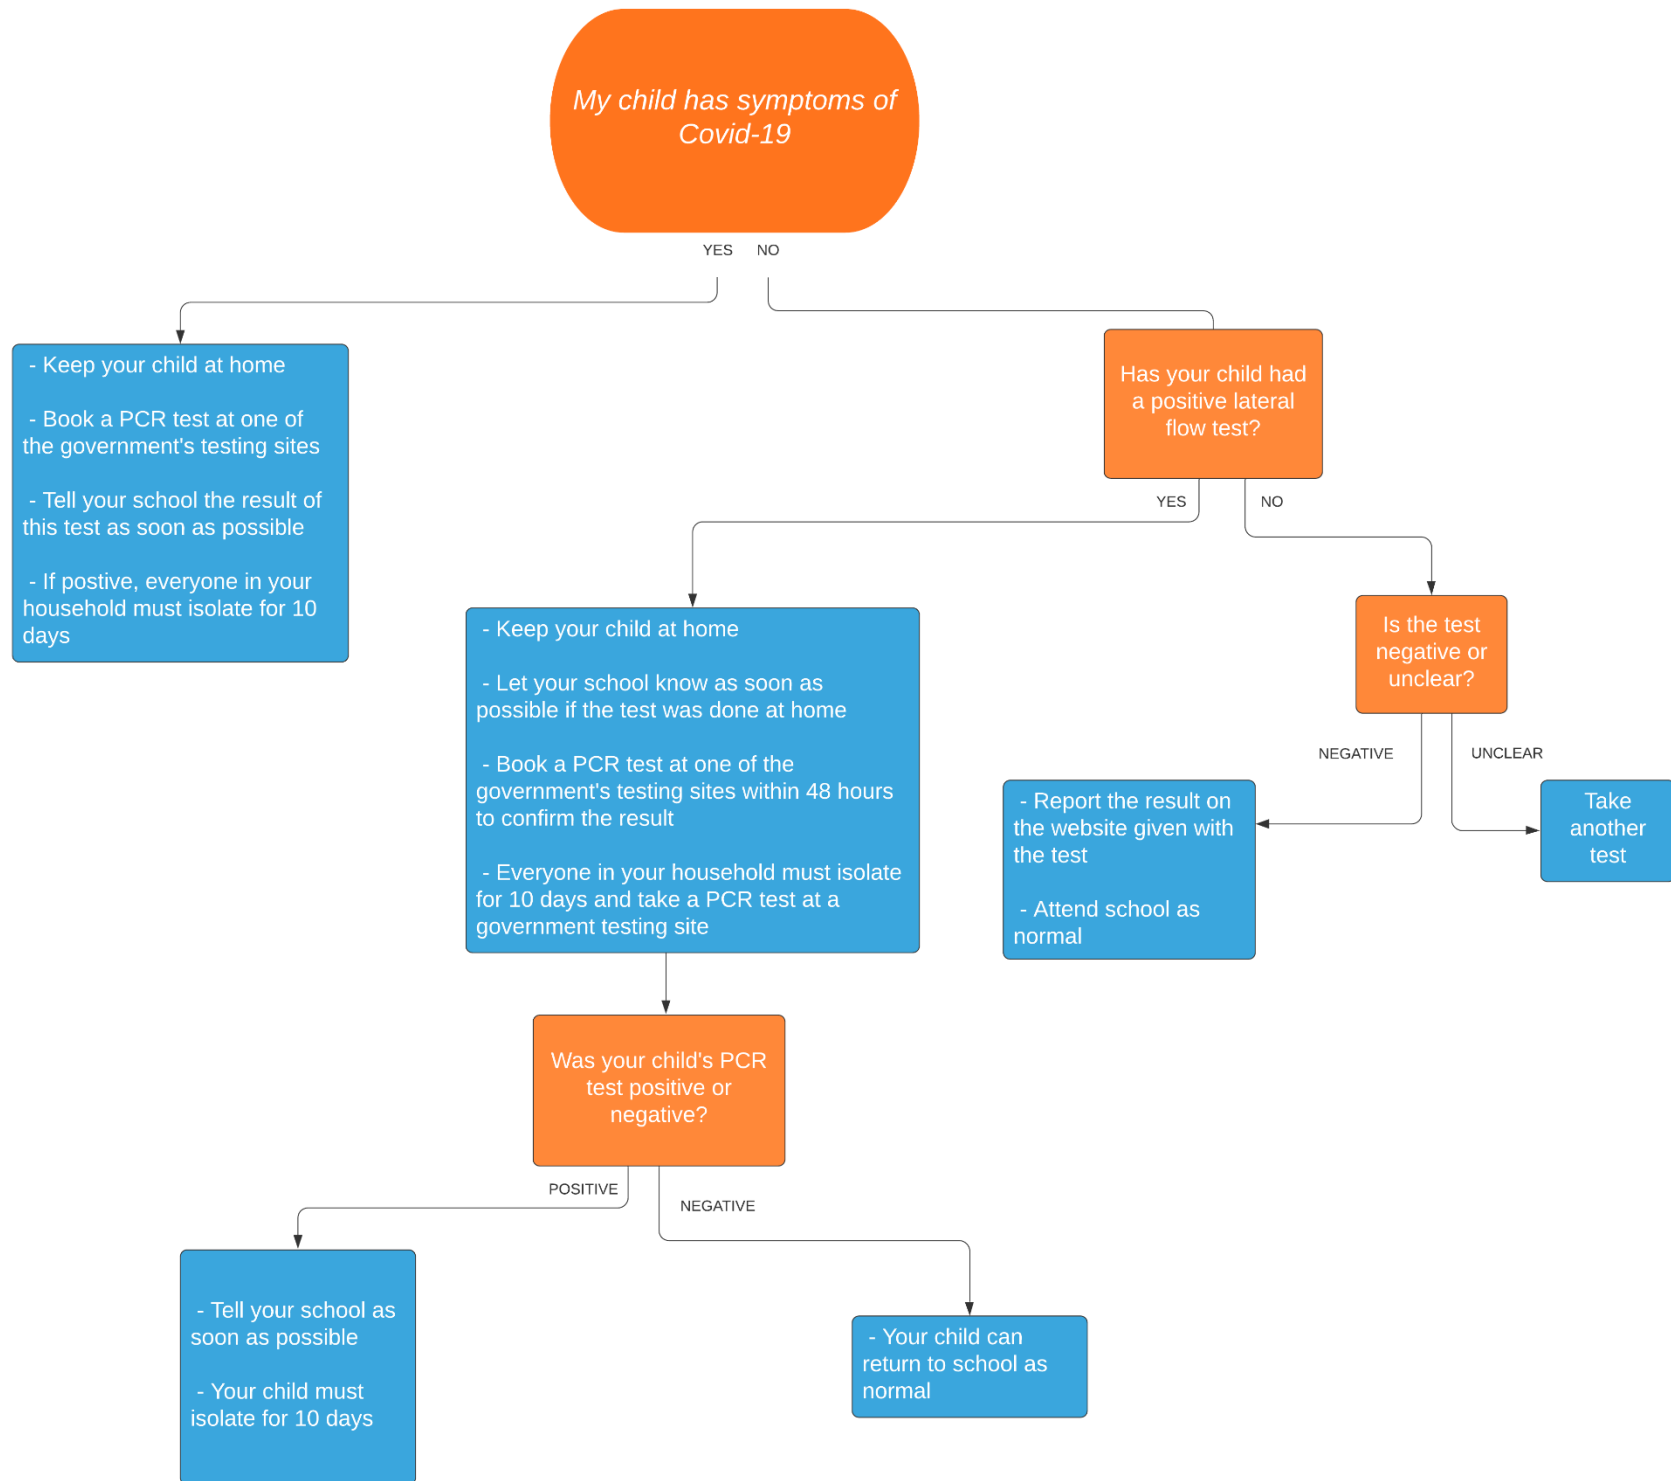 My child has symptoms of
Covid-19
YES
NO
- Keep your child at home
- Book a PCR test at one of
the government's testing sites
- Tell your school the result of
this test as soon as possible
- If postive, everyone in your
household must isolate for 10
days
Has your child had
a positive lateral
flow test?
YES
NO
- Keep your child at home
- Let your school know as soon as
possible if the test was done at home
- Book a PCR test at one of the
government's testing sites within 48 hours
to confirm the result
- Everyone in your household must isolate
for 10 days and take a PCR test at a
government testing site
Is the test
negative or
unclear?
NEGATIVE
UNCLEAR
- Report the result on
the website given with
the test
- Attend school as
normal
Take
another
test
Was your child's PCR
test positive or
negative?
POSITIVE
NEGATIVE
- Tell your school as
soon as possible
- Your child must
isolate for 10 days
- Your child can
return to school as
normal